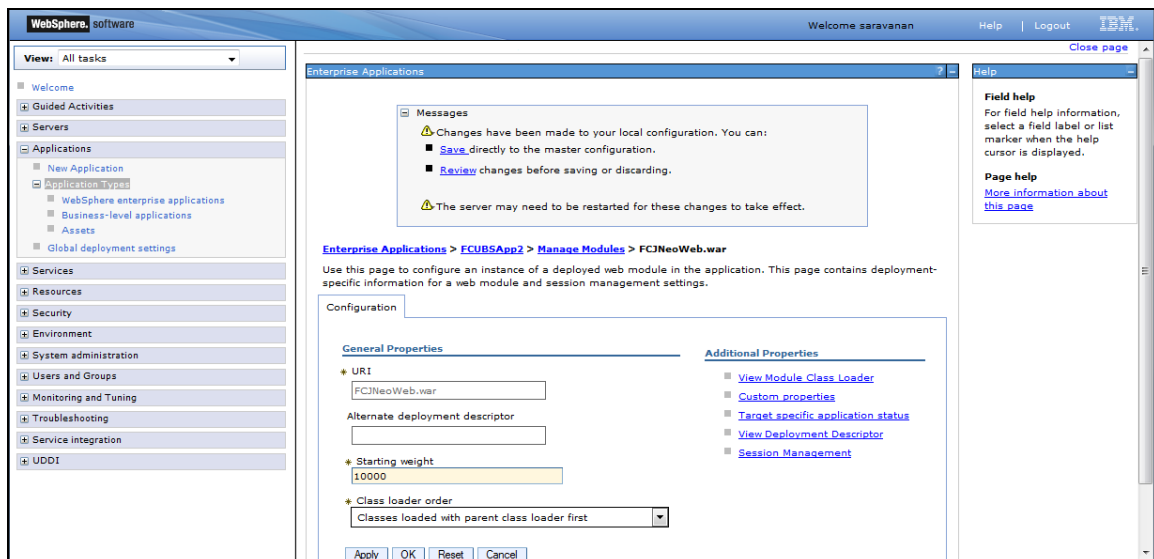 WebSphere. software
Welcome saravanan
Help | Logout
IBM.
View: All tasks
Welcome
Guided Activities
Servers
Applications
New Application
Application Types
WebSphere enterprise applications
Business-level applications
Assets
Global deployment settings
Services
Resources
Security
Environment
System administration
Users and Groups
Monitoring and Tuning
Troubleshooting
Service integration
UDDI
Close page
Enterprise Applications
? -
Messages
Changes have been made to your local configuration. You can:
Save directly to the master configuration.
Review changes before saving or discarding.
The server may need to be restarted for these changes to take effect.
Enterprise Applications > FCUBSApp2 > Manage Modules > FCJNeoWeb.war
Use this page to configure an instance of a deployed web module in the application. This page contains deployment-
specific information for a web module and session management settings.
Configuration
General Properties
* URI
FCJNeoWeb.war
Alternate deployment descriptor
* Starting weight
10000
* Class loader order
Classes loaded with parent class loader first
Apply OK Reset Cancel
Additional Properties
View Module Class Loader
Custom properties
Target specific application status
View Deployment Descriptor
Session Management
Help
Field help
For field help information,
select a field label or list
marker when the help
cursor is displayed.
Page help
More information about
this page